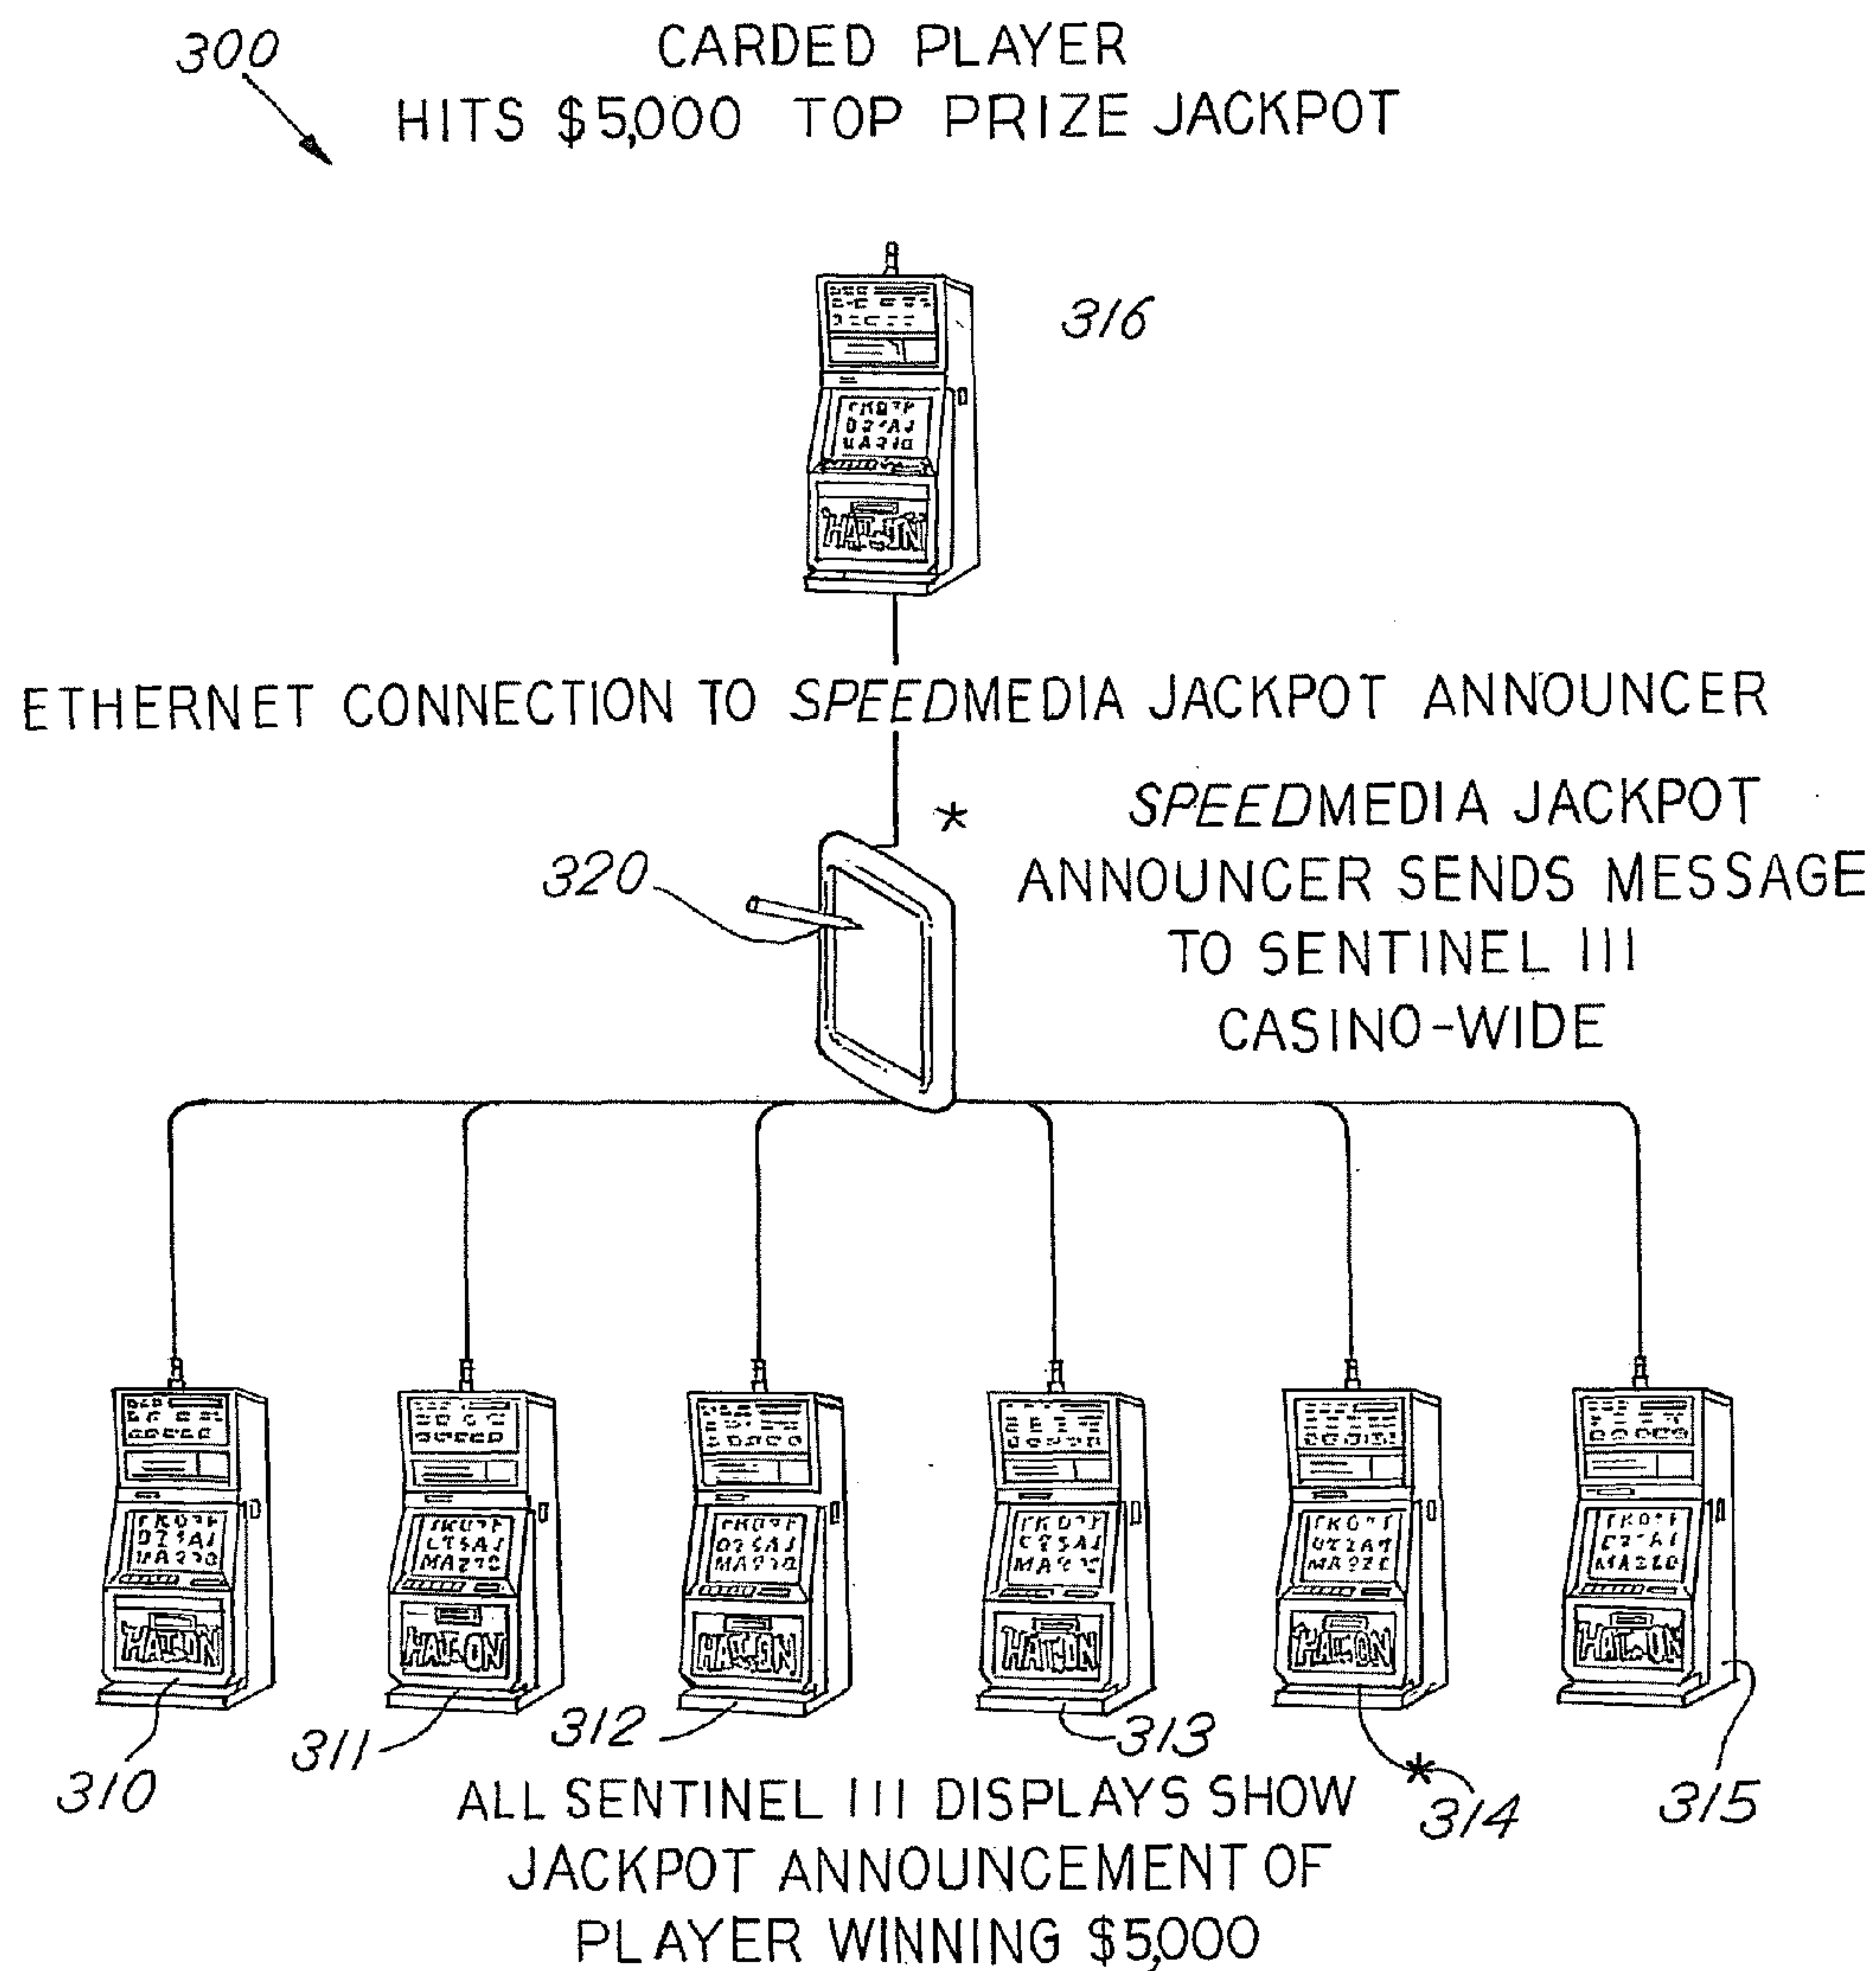 300
CARDED PLAYER
HITS $5,000 TOP PRIZE JACKPOT
316
ETHERNET CONNECTION TO SPEEDMEDIA JACKPOT ANNOUNCER
*
SPEEDMEDIA JACKPOT
ANNOUNCER SENDS MESSAGE
TO SENTINEL III
CASINO-WIDE
320
310
311
312
313
*
314
315
ALL SENTINEL III DISPLAYS SHOW
JACKPOT ANNOUNCEMENT OF
PLAYER WINNING $5,000